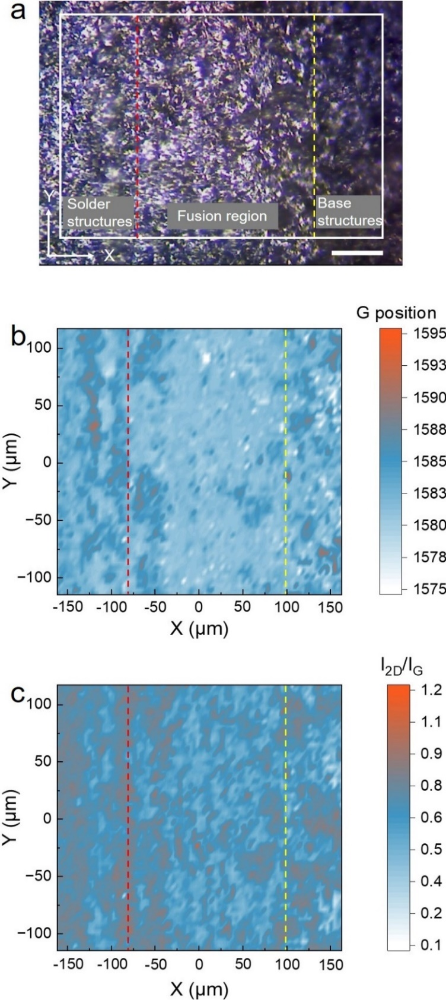 a
Solder
structures
Fusion region
Base
structures
Y
X
b
G position
100
50
0
−50
−100
Y (μm)
-150 -100 -50 0 50 100 150
X (μm)
1595
1593
1590
1588
1585
1583
1580
1578
1575
c
I2D/IG
100
50
0
−50
−100
Y (μm)
-150 -100 -50 0 50 100 150
X (μm)
1.2
1.1
0.9
0.8
0.6
0.5
0.4
0.2
0.1